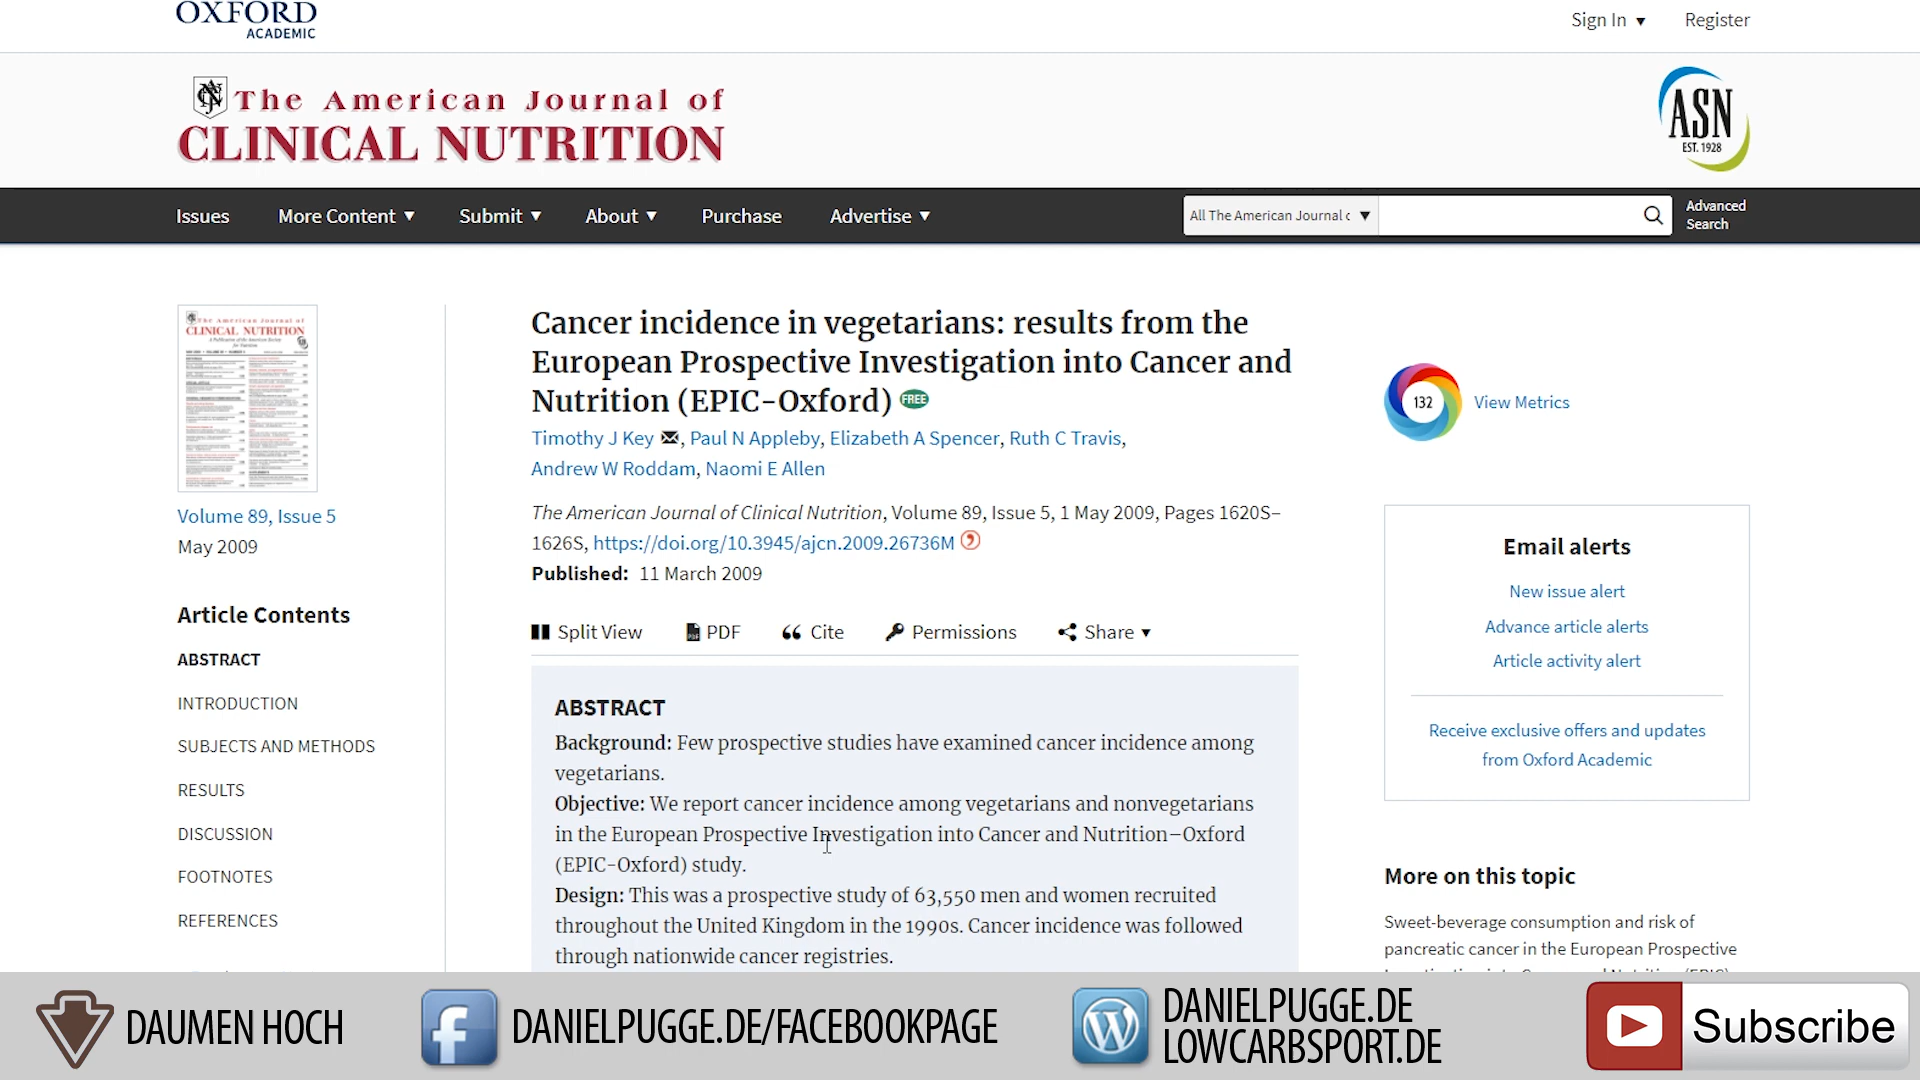 OXFORD
ACADEMIC
Sign In ▼
Register
The American Journal of
CLINICAL NUTRITION
ASN
EST. 1928
Issues
More Content ▼
Submit ▼
About ▼
Purchase
Advertise ▼
All The American Journal c ▼
Advanced
Search
The American Journal of
CLINICAL NUTRITION
Volume 89, Issue 5
May 2009
Article Contents
ABSTRACT
INTRODUCTION
SUBJECTS AND METHODS
RESULTS
DISCUSSION
FOOTNOTES
REFERENCES
Cancer incidence in vegetarians: results from the
European Prospective Investigation into Cancer and
Nutrition (EPIC-Oxford) FREE
Timothy J Key, Paul N Appleby, Elizabeth A Spencer, Ruth C Travis,
Andrew W Roddam, Naomi E Allen
The American Journal of Clinical Nutrition, Volume 89, Issue 5, 1 May 2009, Pages 1620S–
1626S, https://doi.org/10.3945/ajcn.2009.26736M
Published: 11 March 2009
Split View
PDF
Cite
Permissions
Share ▼
ABSTRACT
Background: Few prospective studies have examined cancer incidence among
vegetarians.
Objective: We report cancer incidence among vegetarians and nonvegetarians
in the European Prospective Investigation into Cancer and Nutrition–Oxford
(EPIC-Oxford) study.
Design: This was a prospective study of 63,550 men and women recruited
throughout the United Kingdom in the 1990s. Cancer incidence was followed
through nationwide cancer registries.
132
View Metrics
Email alerts
New issue alert
Advance article alerts
Article activity alert
Receive exclusive offers and updates
from Oxford Academic
More on this topic
Sweet-beverage consumption and risk of
pancreatic cancer in the European Prospective
DAUMEN HOCH
DANIELPUGGE.DE/FACEBOOKPAGE
DANIELPUGGE.DE
LOWCARBSPORT.DE
Subscribe